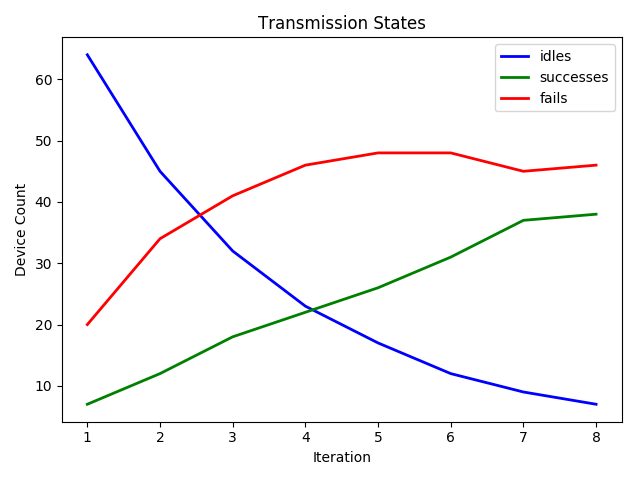 Transmission States
idles
successes
fails
Device Count
60
50
40
30
20
10
1 2 3 4 5 6 7 8
Iteration